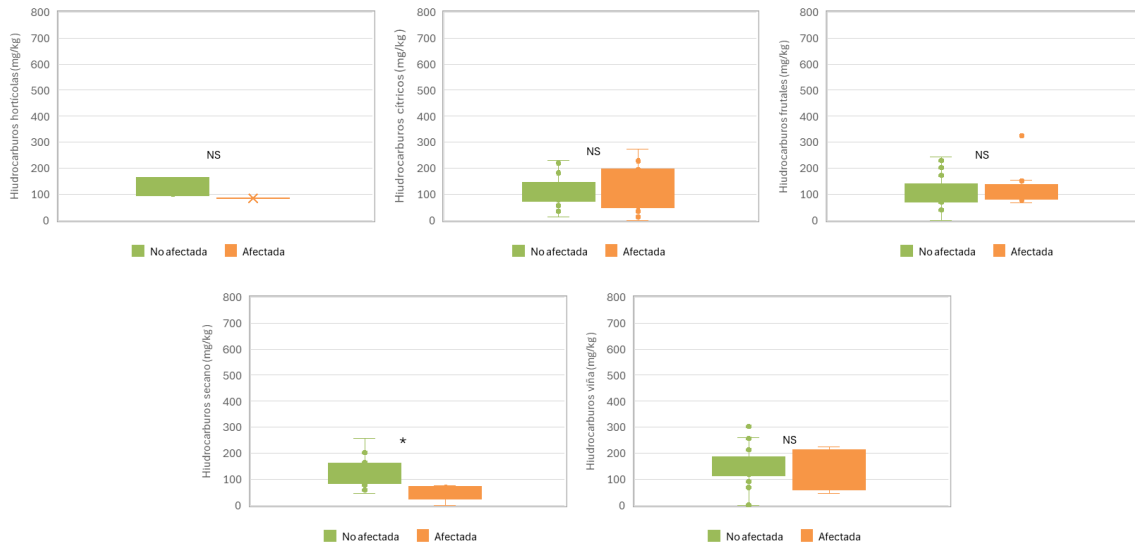 Hiudrocarburos hortícolas (mg/kg)
800
700
600
500
400
300
200
100
0
NS
No afectada
Afectada
Hiudrocarburos cítricos (mg/kg)
800
700
600
500
400
300
200
100
0
NS
No afectada
Afectada
Hiudrocarburos frutales (mg/kg)
800
700
600
500
400
300
200
100
0
NS
No afectada
Afectada
Hiudrocarburos secano (mg/kg)
800
700
600
500
400
300
200
100
0
*
No afectada
Afectada
Hiudrocarburos viña (mg/kg)
800
700
600
500
400
300
200
100
0
NS
No afectada
Afectada